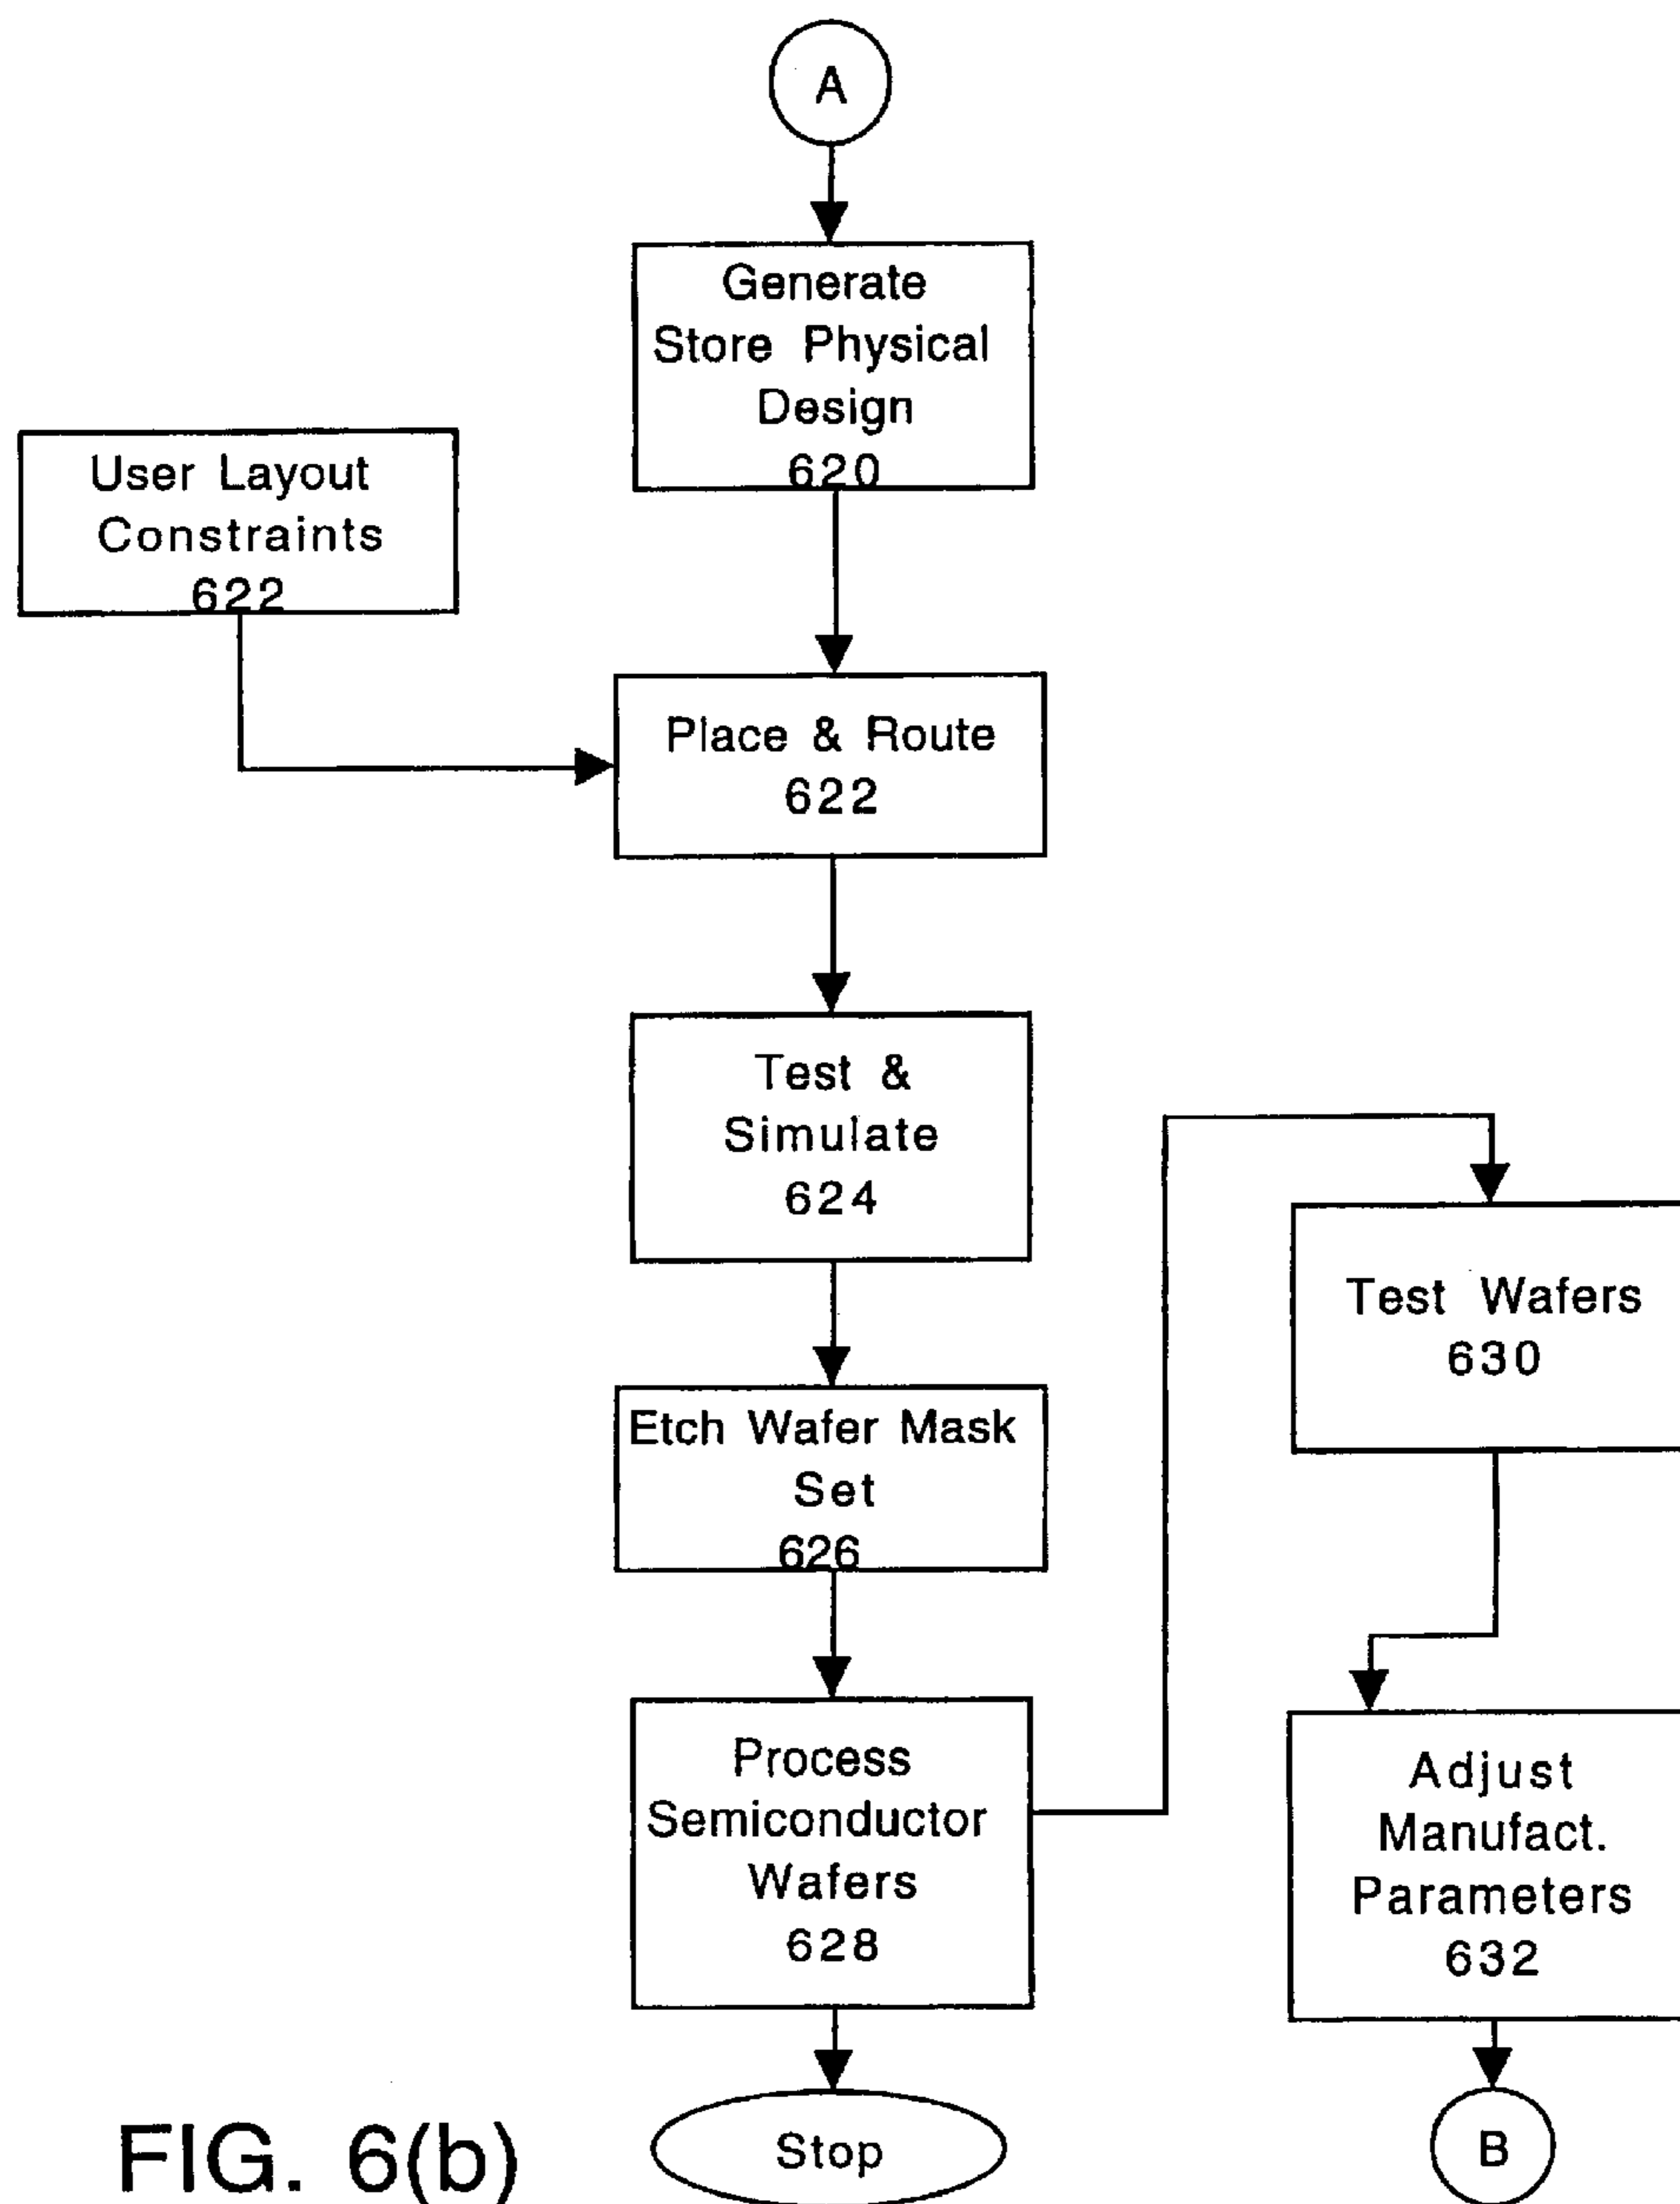 A
Generate
Store Physical
Design
620
User Layout
Constraints
622
Place & Route
622
Test &
Simulate
624
Etch Wafer Mask
Set
626
Process
Semiconductor
Wafers
628
Stop
Test Wafers
630
Adjust
Manufact.
Parameters
632
B
FIG. 6(b)